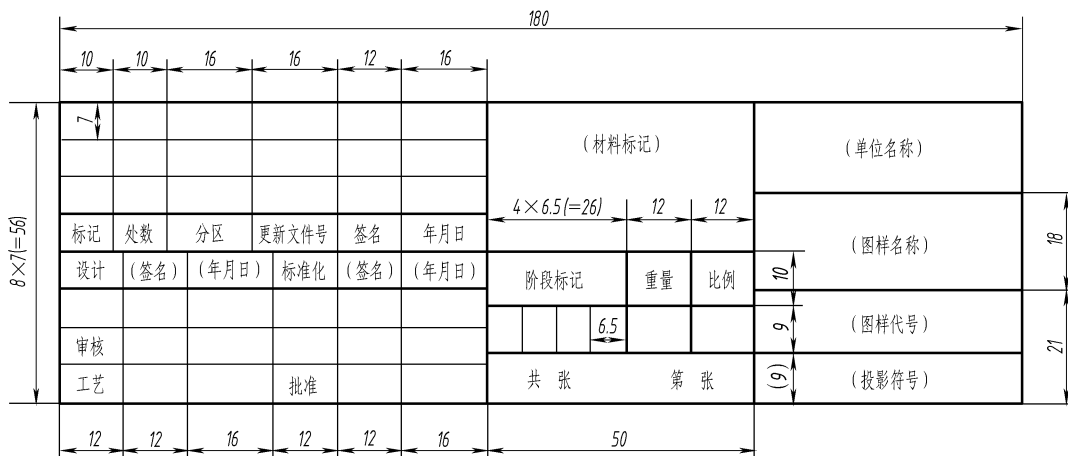 180
10 10 16 16 12 16
7
(材料标记)
(单位名称)
4×6.5(=26) 12 12
8×7(=56)
标记 处数 分区 更新文件号 签名 年月日
(图样名称)
18
设计 (签名) (年月日) 标准化 (签名) (年月日)
阶段标记 重量 比例
10
6.5
9
(图样代号)
21
审核
工艺 批准
共 张 第 张
(9)
(投影符号)
12 12 16 12 12 16 50